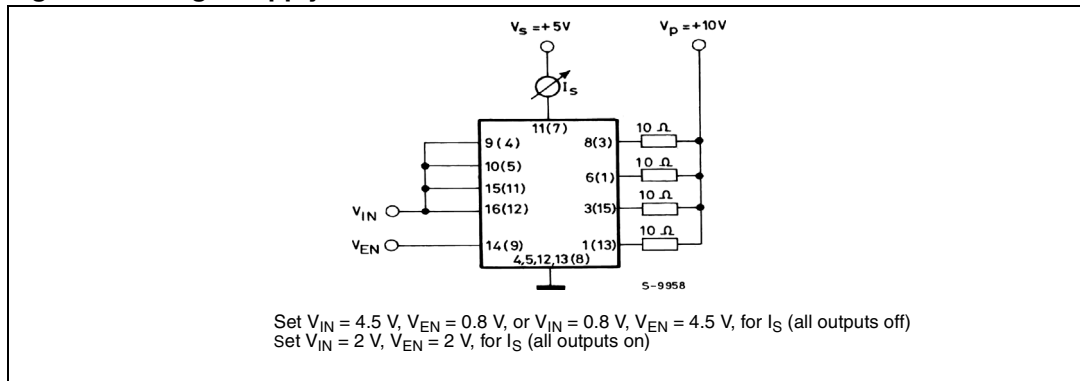 Vs = +5V
Vp = +10V
Is
11(7)
9(4)
8(3)
10 Ω
10(5)
6(1)
10 Ω
15(11)
16(12)
3(15)
10 Ω
VIN
VEN
14(9)
1(13)
10 Ω
4,5,12,13(8)
S-9958
Set VIN = 4.5 V, VEN = 0.8 V, or VIN = 0.8 V, VEN = 4.5 V, for IS (all outputs off)
Set VIN = 2 V, VEN = 2 V, for IS (all outputs on)